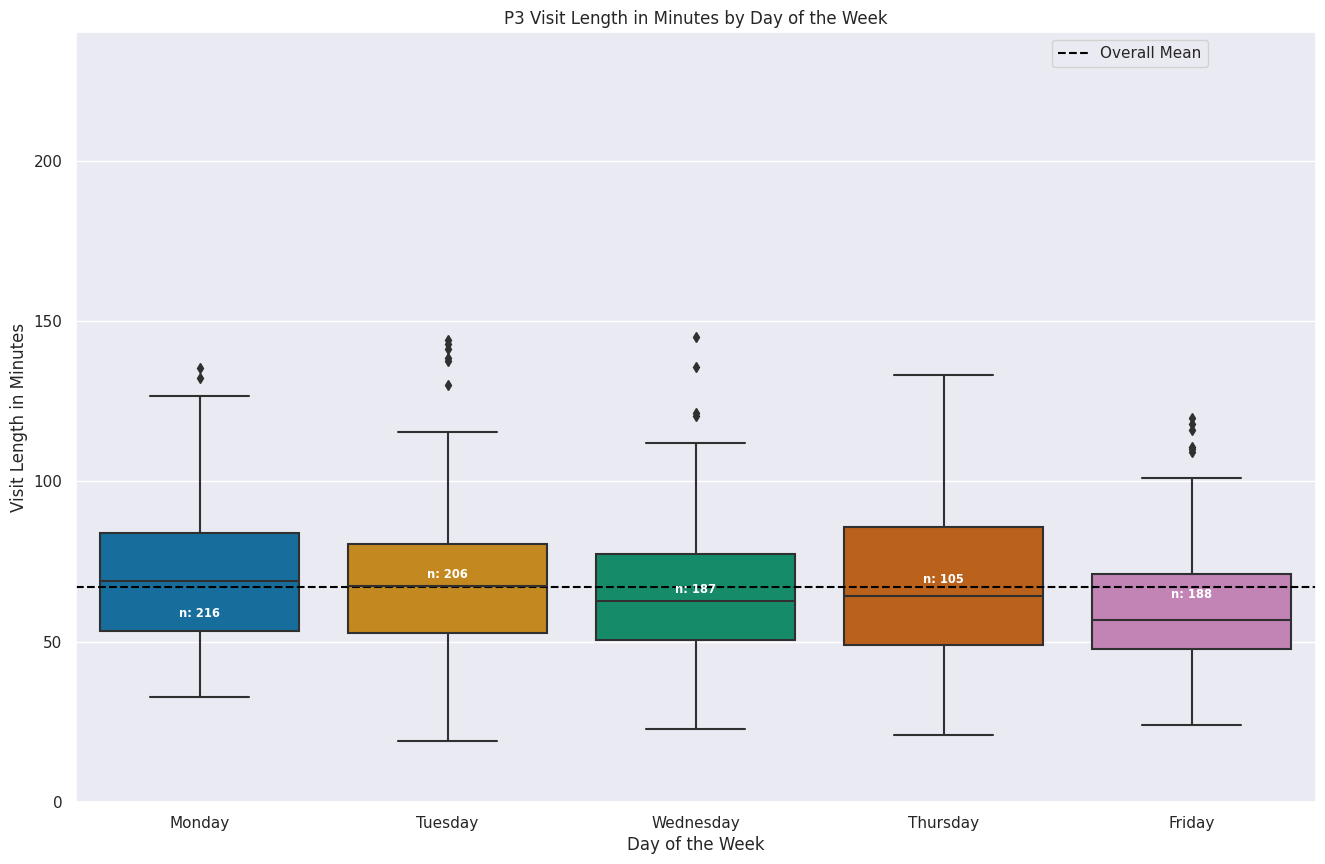 P3 Visit Length in Minutes by Day of the Week
Overall Mean
Visit Length in Minutes
200
150
100
50
0
n: 216
n: 206
n: 187
n: 105
n: 188
Monday
Tuesday
Wednesday
Thursday
Friday
Day of the Week